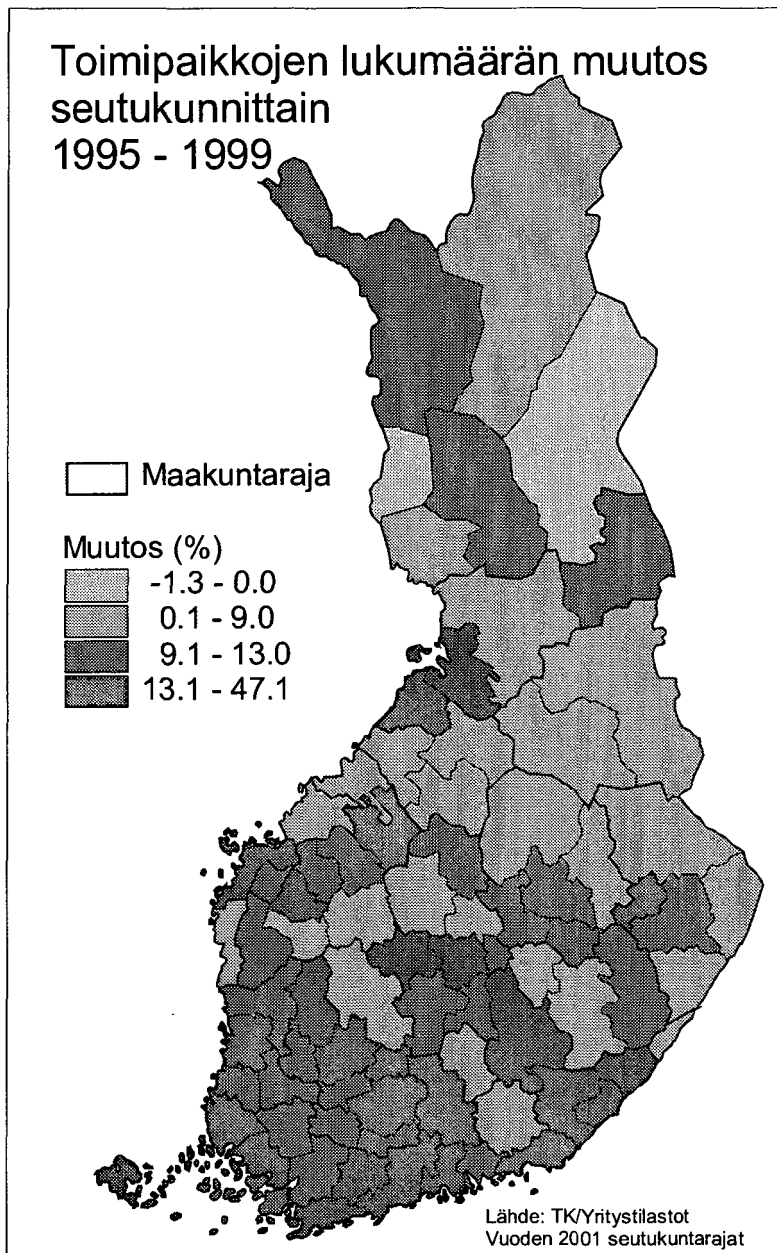 Toimipaikkojen lukumäärän muutos
seutukunnittain
1995 - 1999
Maakuntaraja
Muutos (%)
-1.3 - 0.0
0.1 - 9.0
9.1 - 13.0
13.1 - 47.1
Lähde: TK/Yritystilastot
Vuoden 2001 seutukuntarajat